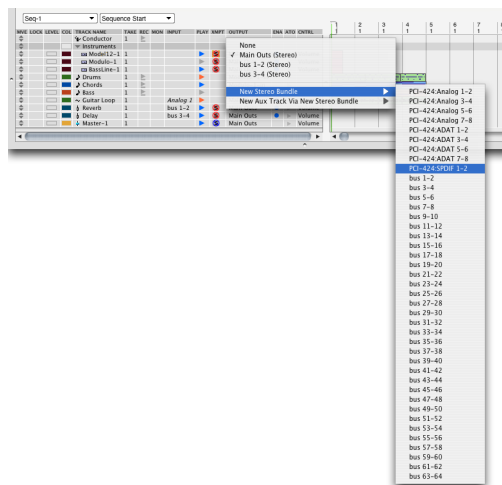 Seq-1 Sequence Start
MVE LOCK LEVEL COL TRACK NAME TAKE REC MON INPUT PLAY XMPT OUTPUT ENA ATO CNTRL
1 2 3 4 5 6 7
Conductor 1
Instruments
Model12-1 1 S
Modulo-1 1 S
BassLine-1 1 S
Drums 1
Chords 1
Bass 1
Guitar Loop 1 Analog 1
Reverb 1 bus 1-2 S Main Outs Volume
Delay 1 bus 3-4 S Main Outs Volume
Master-1 1 S Main Outs Volume
None
✓ Main Outs (Stereo)
bus 1-2 (Stereo)
bus 3-4 (Stereo)
New Stereo Bundle
New Aux Track Via New Stereo Bundle
PCI-424:Analog 1-2
PCI-424:Analog 3-4
PCI-424:Analog 5-6
PCI-424:Analog 7-8
PCI-424:ADAT 1-2
PCI-424:ADAT 3-4
PCI-424:ADAT 5-6
PCI-424:ADAT 7-8
PCI-424:SPDIF 1-2
bus 1-2
bus 3-4
bus 5-6
bus 7-8
bus 9-10
bus 11-12
bus 13-14
bus 15-16
bus 17-18
bus 19-20
bus 21-22
bus 23-24
bus 25-26
bus 27-28
bus 29-30
bus 31-32
bus 33-34
bus 35-36
bus 37-38
bus 39-40
bus 41-42
bus 43-44
bus 45-46
bus 47-48
bus 49-50
bus 51-52
bus 53-54
bus 55-56
bus 57-58
bus 59-60
bus 61-62
bus 63-64